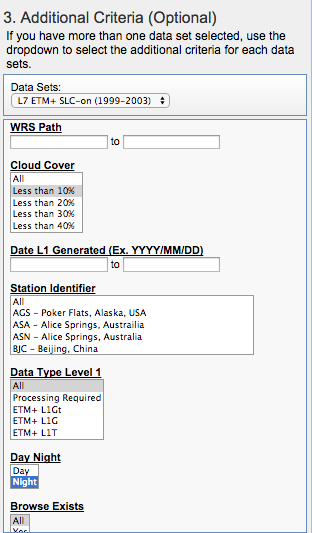 3. Additional Criteria (Optional)
If you have more than one data set selected, use the
dropdown to select the additional criteria for each data
sets.
Data Sets:
L7 ETM+ SLC-on (1999-2003)
WRS Path
to
Cloud Cover
All
Less than 10%
Less than 20%
Less than 30%
Less than 40%
Date L1 Generated (Ex. YYYY/MM/DD)
to
Station Identifier
All
AGS - Poker Flats, Alaska, USA
ASA - Alice Springs, Austrailia
ASN - Alice Springs, Australia
BJC - Beijing, China
Data Type Level 1
All
Processing Required
ETM+ L1Gt
ETM+ L1G
ETM+ L1T
Day Night
Day
Night
Browse Exists
All